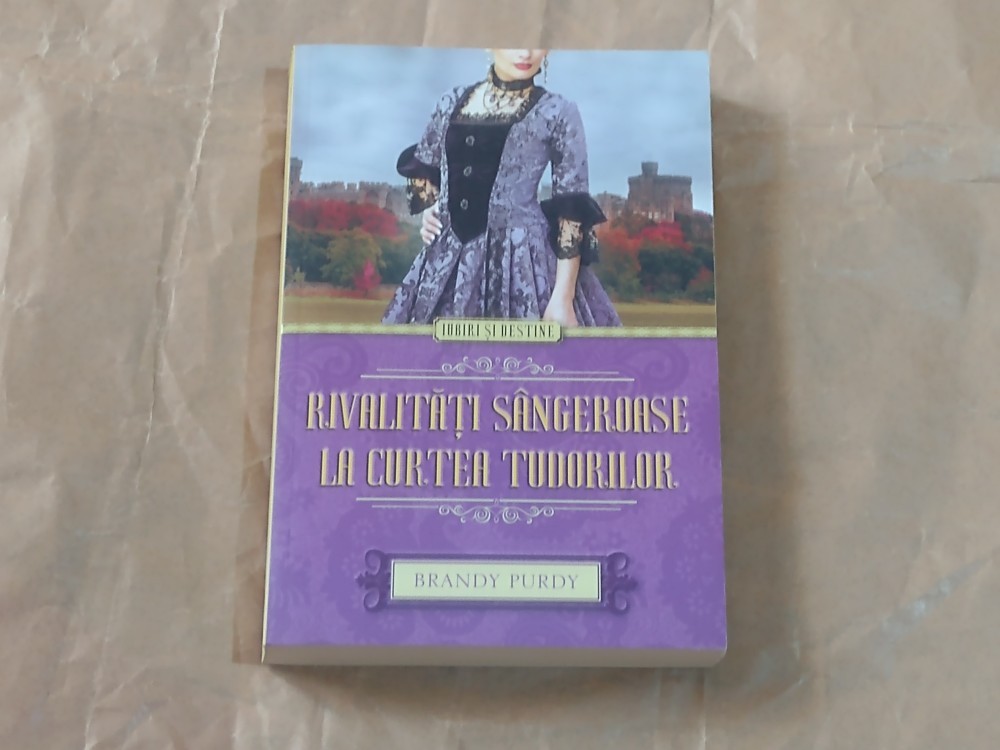 IUBIRI ȘI DESTINE
RIVALITĂȚI SÂNGEROASE
LA CURTEA TUDORILOR
BRANDY PURDY